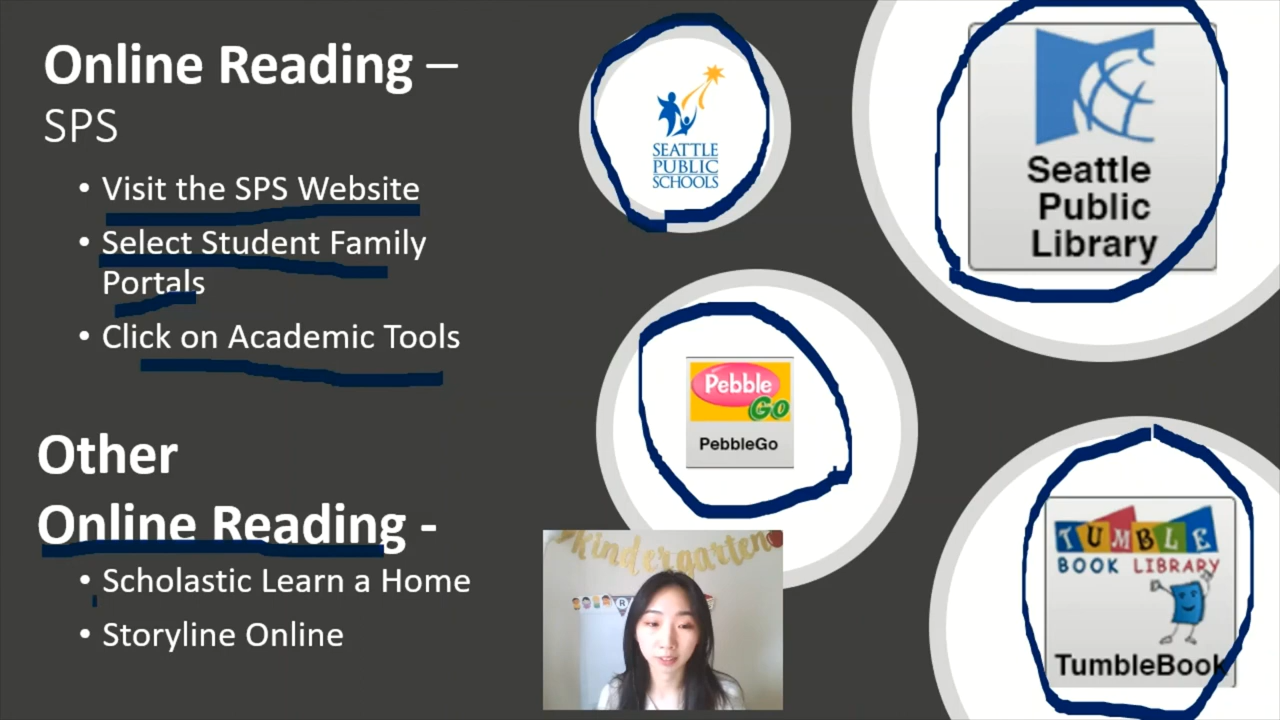 Online Reading –
SPS
• Visit the SPS Website
• Select Student Family
Portals
• Click on Academic Tools
Other
Online Reading -
• Scholastic Learn a Home
• Storyline Online
SEATTLE
PUBLIC
SCHOOLS
Seattle
Public
Library
Pebble
Go
PebbleGo
Kindergarten
TUMBLE
BOOK LIBRARY
TumbleBook